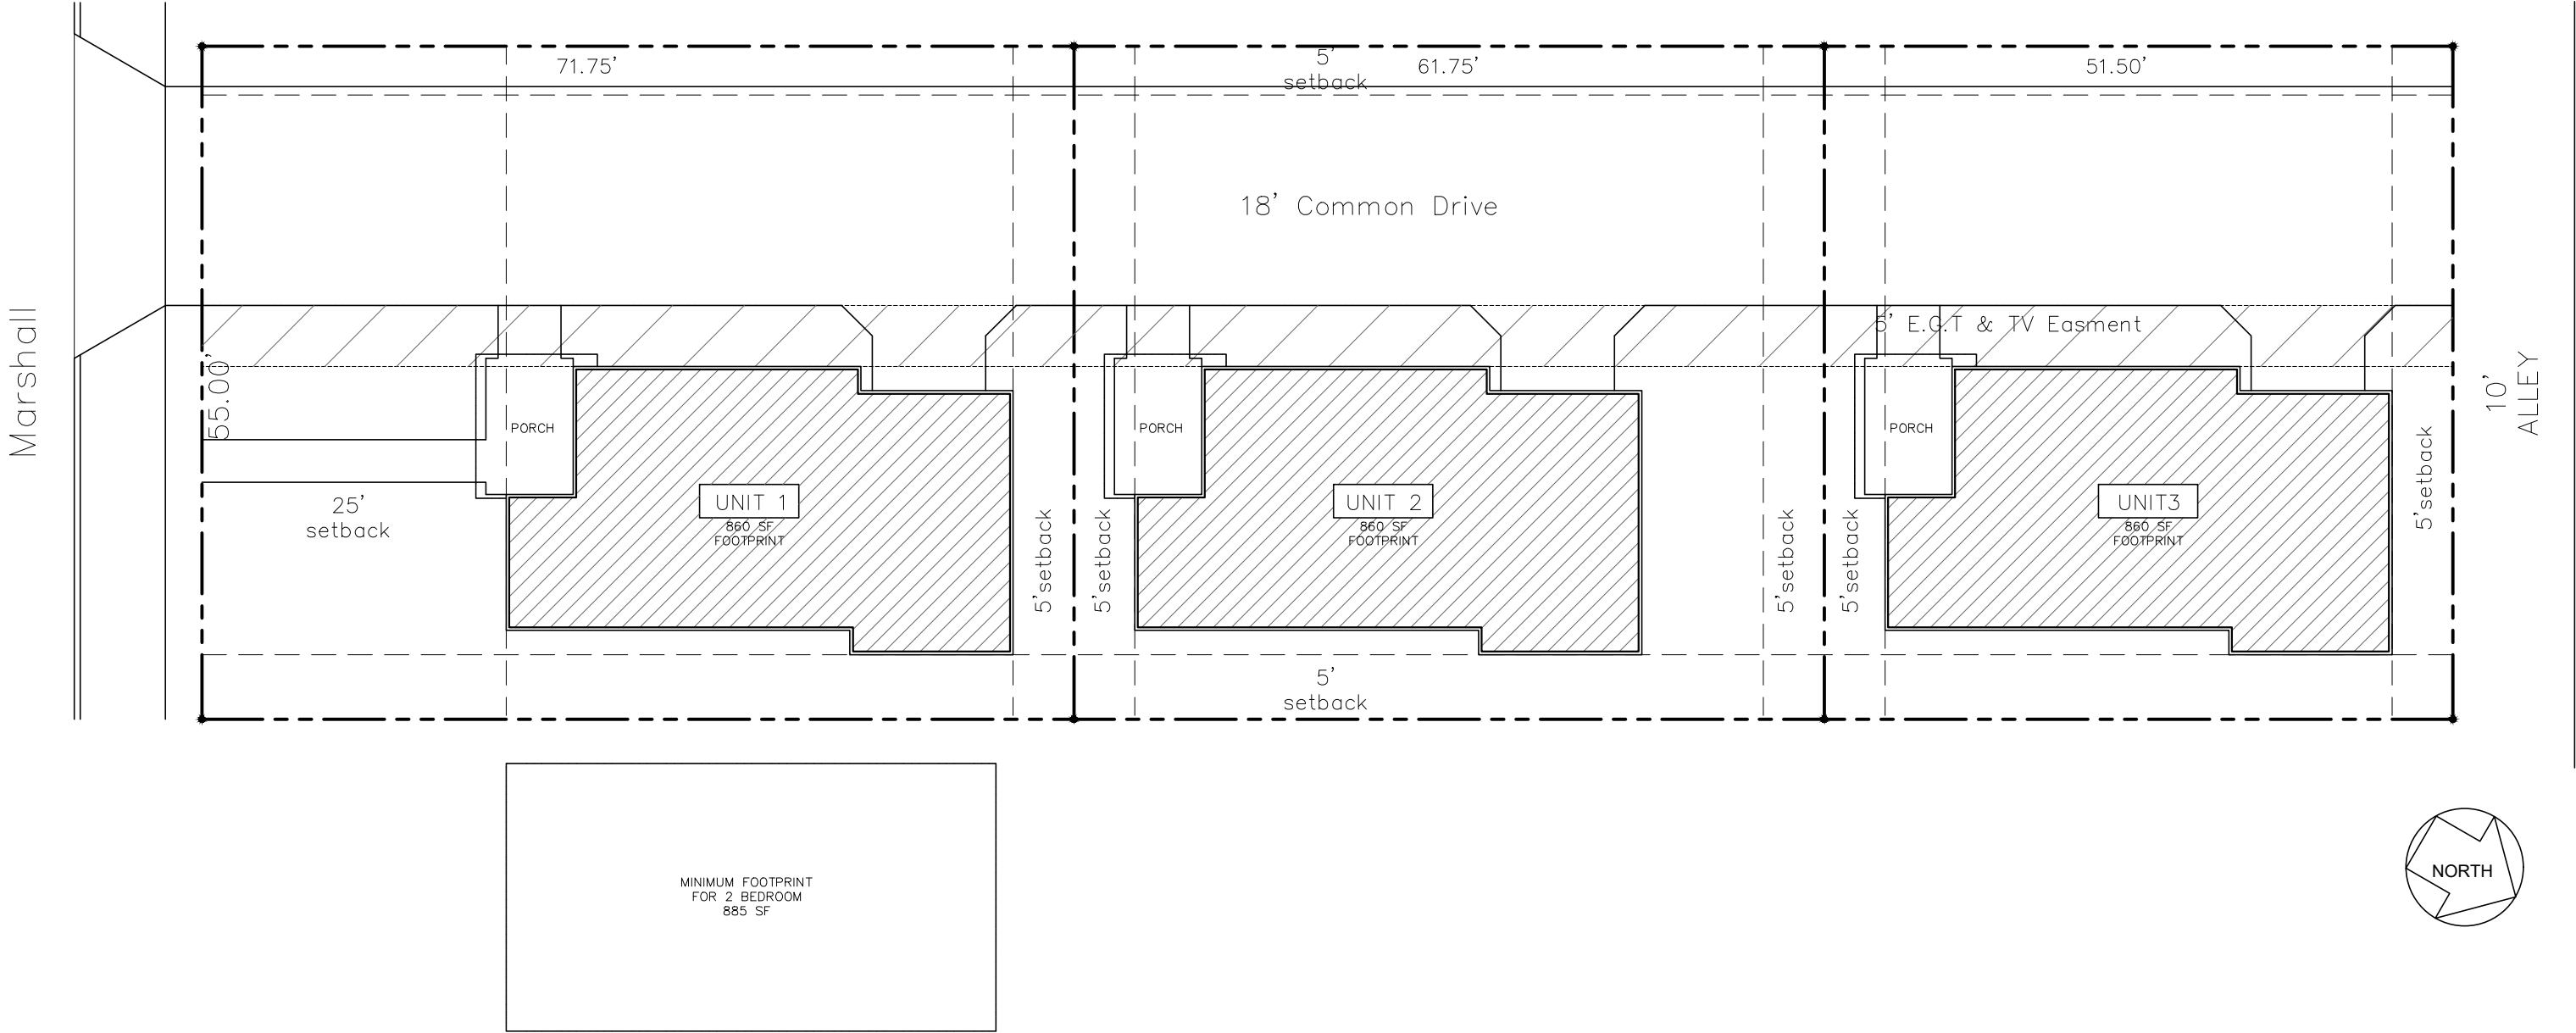 71.75'
5'
setback
61.75'
51.50'
18' Common Drive
Marshall
5' E.G.T & TV Easment
55.00'
10'
ALLEY
PORCH
PORCH
PORCH
25'
setback
UNIT 1
860 SF
FOOTPRINT
5'setback
5'setback
UNIT 2
860 SF
FOOTPRINT
5'setback
5'setback
UNIT3
860 SF
FOOTPRINT
5'setback
5'
setback
MINIMUM FOOTPRINT
FOR 2 BEDROOM
885 SF
NORTH